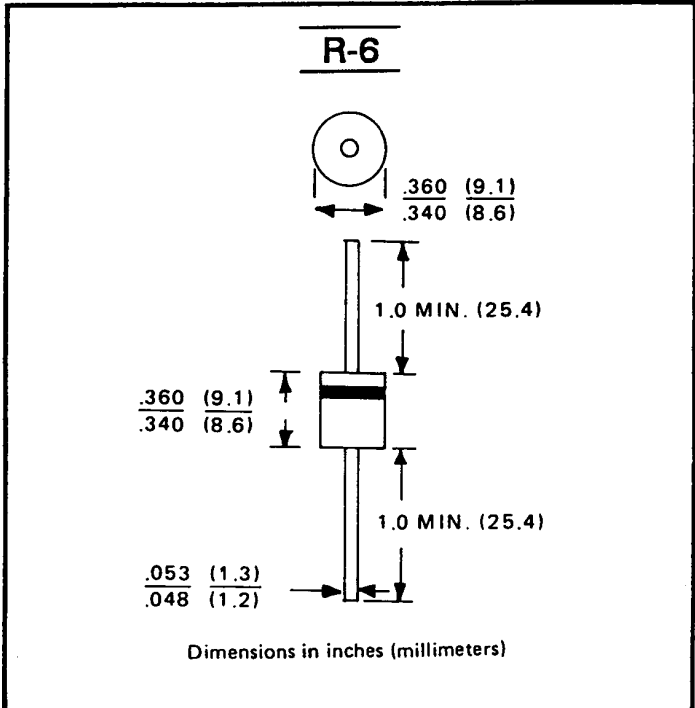 R-6
.360 (9.1)
.340 (8.6)
1.0 MIN. (25.4)
.360 (9.1)
.340 (8.6)
1.0 MIN. (25.4)
.053 (1.3)
.048 (1.2)
Dimensions in inches (millimeters)